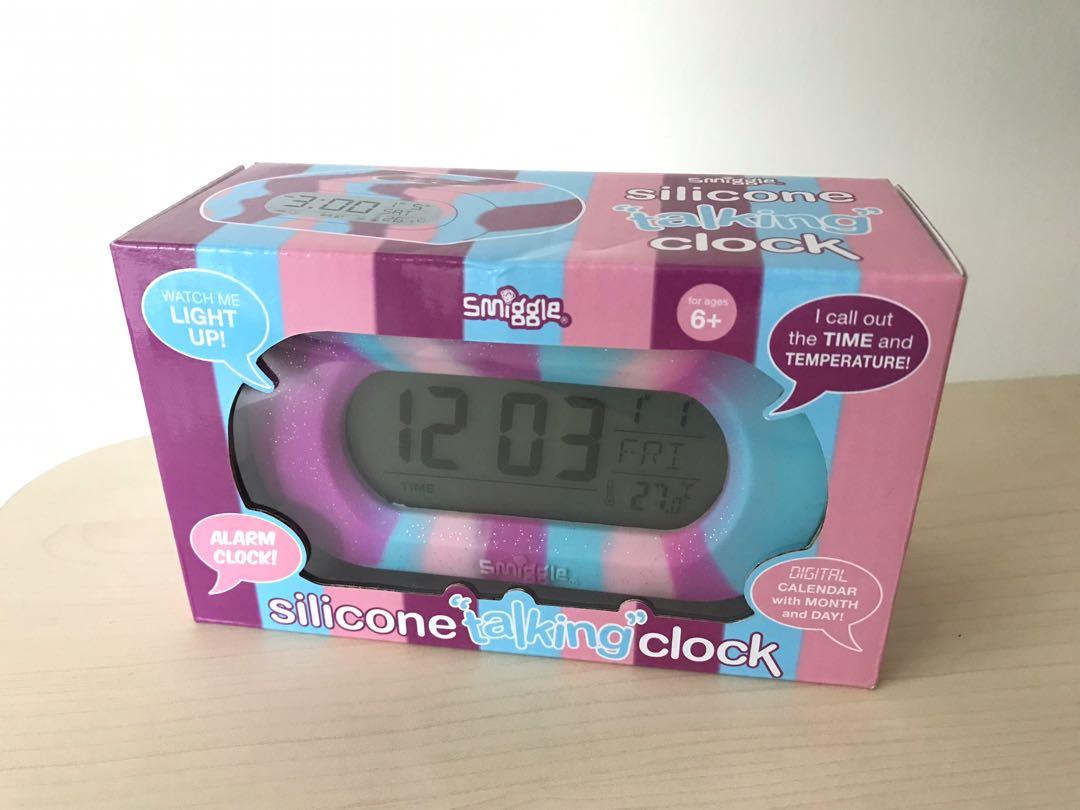 smiggle
silicone
"talking"
clock
3:00
SAT
smiggle
for ages
6+
WATCH ME
LIGHT
UP!
I call out
the TIME and
TEMPERATURE!
12 03
1 1
FRI
TIME
27.0°C
smiggle
ALARM
CLOCK!
DIGITAL
CALENDAR
with MONTH
and DAY!
silicone "talking" clock